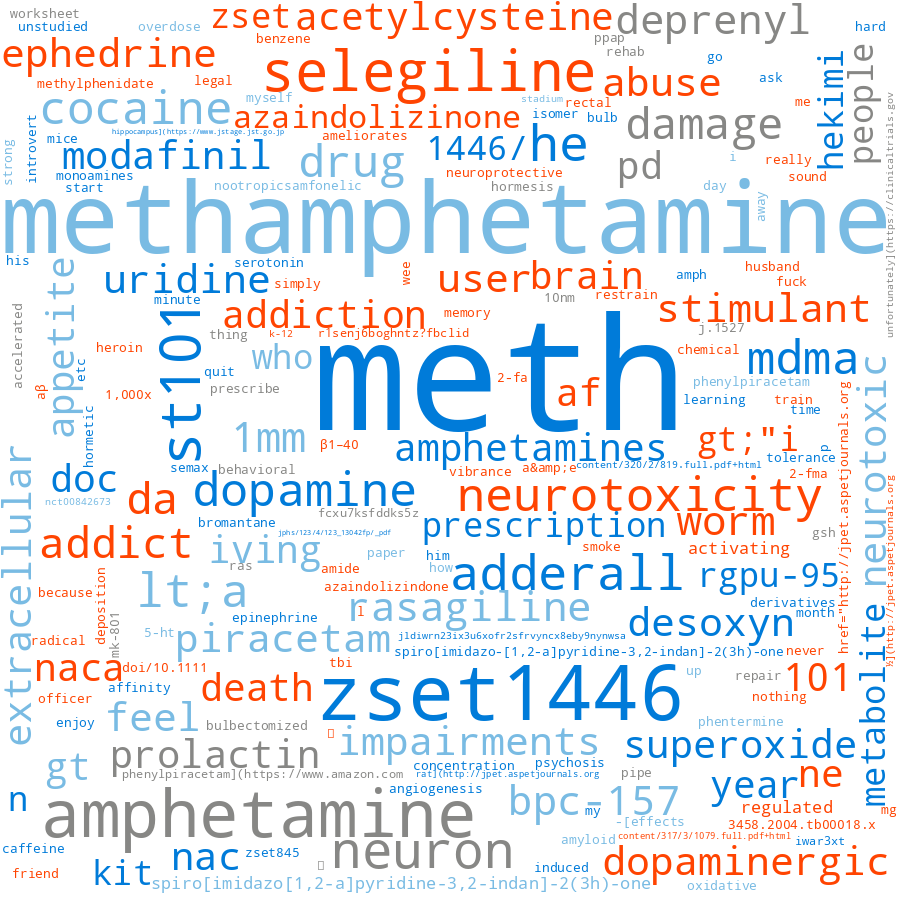 worksheet
zset
acetylcysteine
deprenyl
unstudied
overdose
ppap
hard
ephedrine
benzene
rehab
go
people
hekimi
selegiline
methylphenidate
legal
abuse
ask
cocaine
myself
stadium
rectal
me
azaindolizinone
isomer
bulb
damage
hippocampus](https://www.jstage.jst.go.jp
ameliorates
introvert
mice
strong
modafinil
drug
1446/
he
pd
i
really
monoamines
neuroprotective
sound
start
nootropicsamfonelic
hormesis
day
away
unfortunately](https://clinicaltrials.gov
methamphetamine
his
serotonin
wee
amph
husband
appetite
uridine
simply
user
brain
fuck
minute
10nm
restrain
accelerated
st101
addiction
memory
stimulant
thing
k-12
r1senj6boghntz?fbclid
j.1527
heroin
who
meth
chemical
mdma
etc
quit
2-fa
aβ
prescribe
af
phenylpiracetam
1,000x
learning
train
time
hormetic
1mm
β1–40
amphetamines
gt;"i
p
doc
semax
behavioral
vibrance
a&amp;e
content/320/2/819.full.pdf+html
tolerance
2-fma
neurotoxic
href="http://jpet.aspetjournals.org
nct00842673
da
dopamine
neurotoxicity
extracellular
fcxu7ksfddks5z
bromantane
prescription
worm
gsh
addict
jphs/123/4/123_13042fp/_pdf
iving
paper
him
smoke
activating
ras
amide
how
because
deposition
lt;a
azaindolizindone
adderall
rgpu-95
½](http://jpet.aspetjournals.org
l
rasagiline
derivatives
mk-801
epinephrine
desoxyn
month
radical
5-ht
piracetam
j1diwrn23ix3u6xofr2sfrvyncx8eby9nynwsa
spiro[imidazo-[1,2-a]pyridine-3,2-indan]-2(3h)-one
never
metabolite
naca
doi/10.1111
tbi
up
repair
101
officer
affinity
death
zset1446
nothing
enjoy
feel
bulbectomized
phentermine
impairments
superoxide
prolactin
gt
phenylpiracetam](https://www.amazon.com
concentration
psychosis
rat](http://jpet.aspetjournals.org
pipe
year
ne
n
angiogenesis
amphetamine
bpc-157
my
regulated
mg
-[effects
3458.2004.tb00018.x
caffeine
nac
zset845
neuron
amyloid
content/317/3/1079.full.pdf+html
iwar3xt
friend
kit
induced
dopaminergic
spiro[imidazo[1,2-a]pyridine-3,2-indan]-2(3h)-one
oxidative